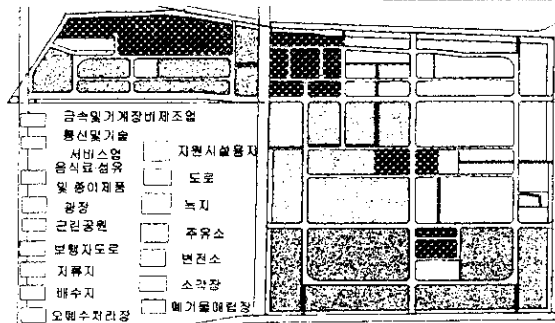 금속및기계장비제조업
통신및기술
서비스업
음식료·섬유
및 종이제품
광장
근린공원
보행자도로
저류지
배수지
오폐수처리장
지원시설용지
도로
녹지
주유소
변전소
소각장
폐기물매립장